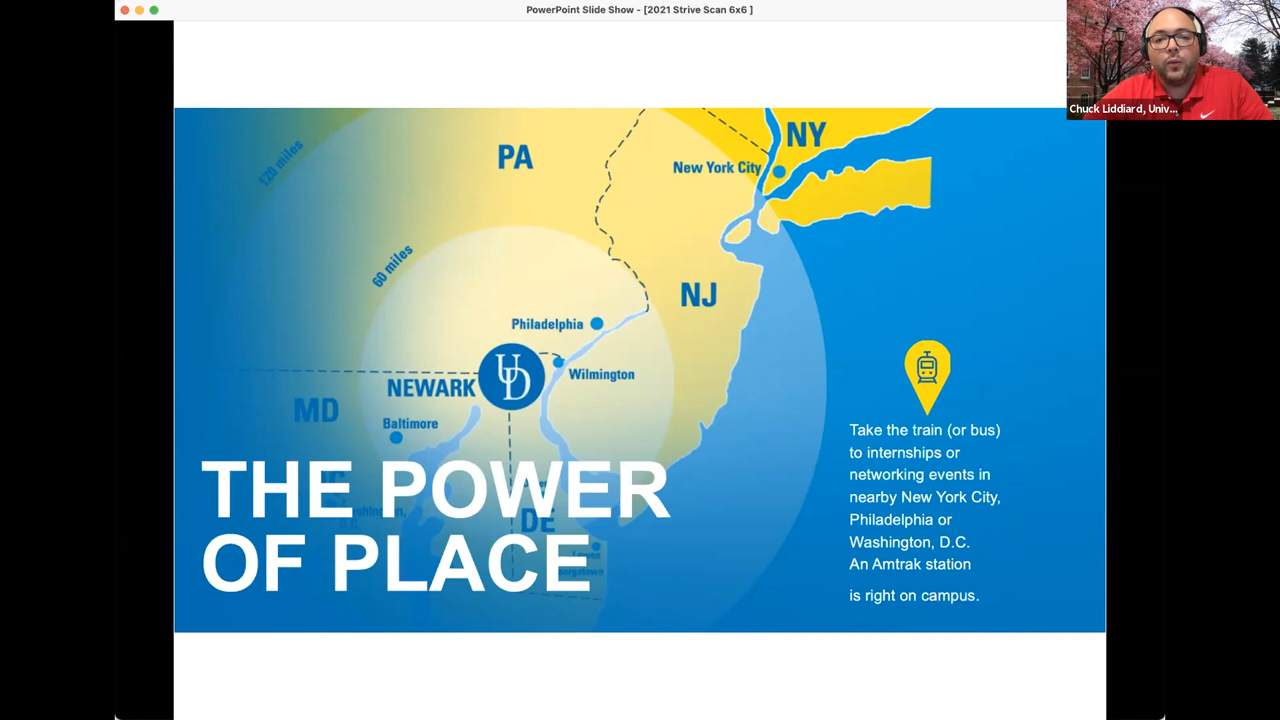 PowerPoint Slide Show - [2021 Strive Scan 6x6 ]
Chuck Liddiard, Univ...
120 miles
PA
NY
New York City
60 miles
NJ
Philadelphia
UD
NEWARK
Wilmington
MD
Baltimore
DE
Lewes
THE POWER
OF PLACE
Take the train (or bus)
to internships or
networking events in
nearby New York City,
Philadelphia or
Washington, D.C.
An Amtrak station
is right on campus.